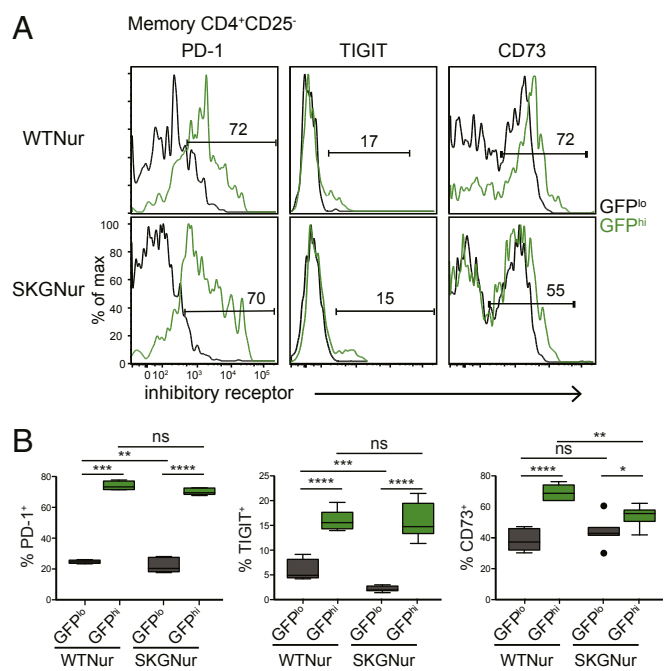 A
Memory CD4⁺CD25⁻
PD-1
TIGIT
CD73
WTNur
72
17
72
GFPˡᵒ
GFPʰⁱ
SKGNur
% of max
100
80
60
40
20
0
70
15
55
0 10² 10³ 10⁴ 10⁵
inhibitory receptor
B
ns
**
***
****
% PD-1⁺
80
60
40
20
0
GFPˡᵒ
GFPʰⁱ
GFPˡᵒ
GFPʰⁱ
WTNur
SKGNur
ns
***
****
****
% TIGIT⁺
25
20
15
10
5
0
GFPˡᵒ
GFPʰⁱ
GFPˡᵒ
GFPʰⁱ
WTNur
SKGNur
**
ns
****
*
% CD73⁺
80
60
40
20
0
GFPˡᵒ
GFPʰⁱ
GFPˡᵒ
GFPʰⁱ
WTNur
SKGNur